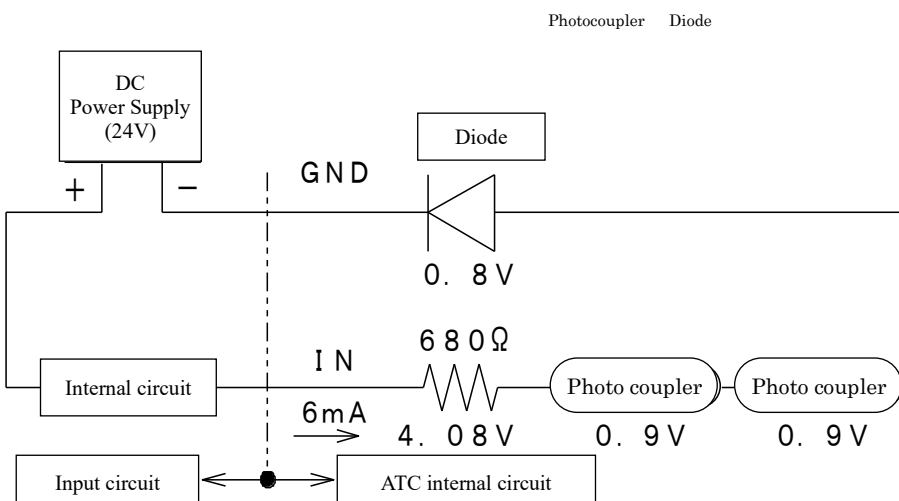 Photocoupler Diode
DC
Power Supply
(24V)
Diode
+
−
GND
0. 8V
680Ω
IN
Internal circuit
Photo coupler
Photo coupler
6mA
4. 08V
0. 9V
0. 9V
Input circuit
ATC internal circuit